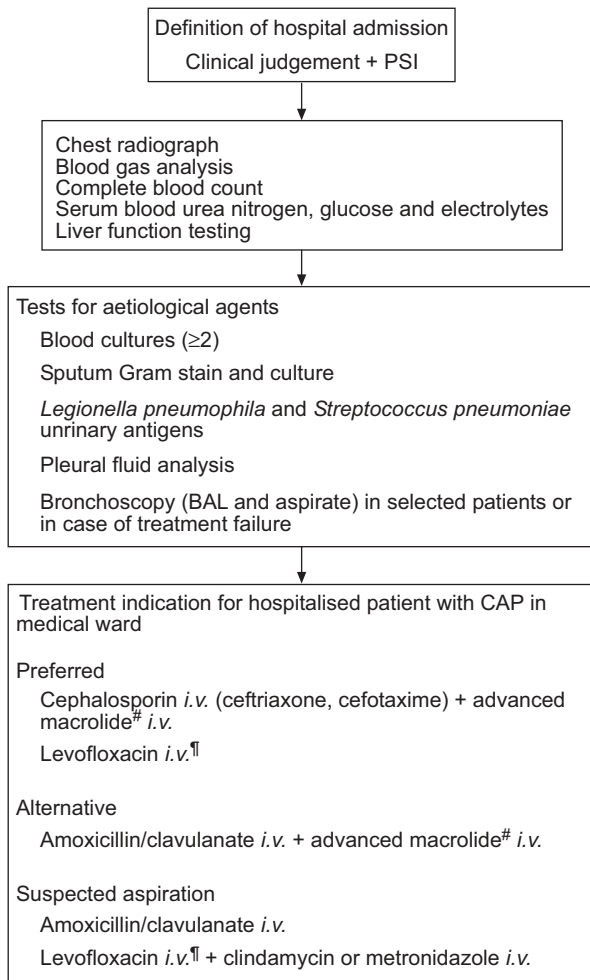 Definition of hospital admission
Clinical judgement + PSI
Chest radiograph
Blood gas analysis
Complete blood count
Serum blood urea nitrogen, glucose and electrolytes
Liver function testing
Tests for aetiological agents
Blood cultures (≥2)
Sputum Gram stain and culture
Legionella pneumophila and Streptococcus pneumoniae
unrinary antigens
Pleural fluid analysis
Bronchoscopy (BAL and aspirate) in selected patients or
in case of treatment failure
Treatment indication for hospitalised patient with CAP in
medical ward
Preferred
Cephalosporin i.v. (ceftriaxone, cefotaxime) + advanced
macrolide# i.v.
Levofloxacin i.v.¶
Alternative
Amoxicillin/clavulanate i.v. + advanced macrolide# i.v.
Suspected aspiration
Amoxicillin/clavulanate i.v.
Levofloxacin i.v.¶ + clindamycin or metronidazole i.v.